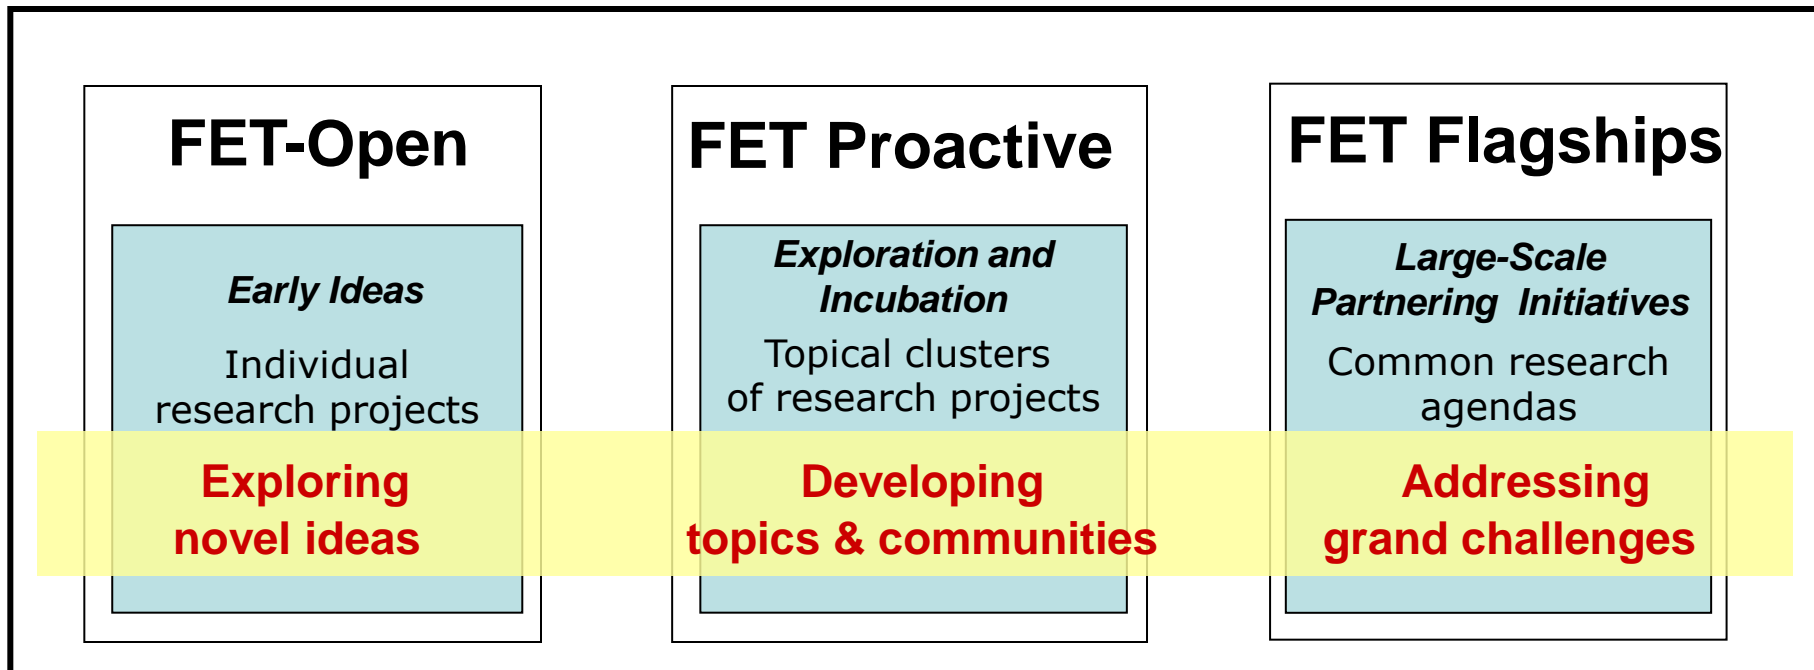 FET-Open
Early Ideas
Individual
research projects
Exploring
novel ideas
FET Proactive
Exploration and
Incubation
Topical clusters
of research projects
Developing
topics & communities
FET Flagships
Large-Scale
Partnering Initiatives
Common research
agendas
Addressing
grand challenges